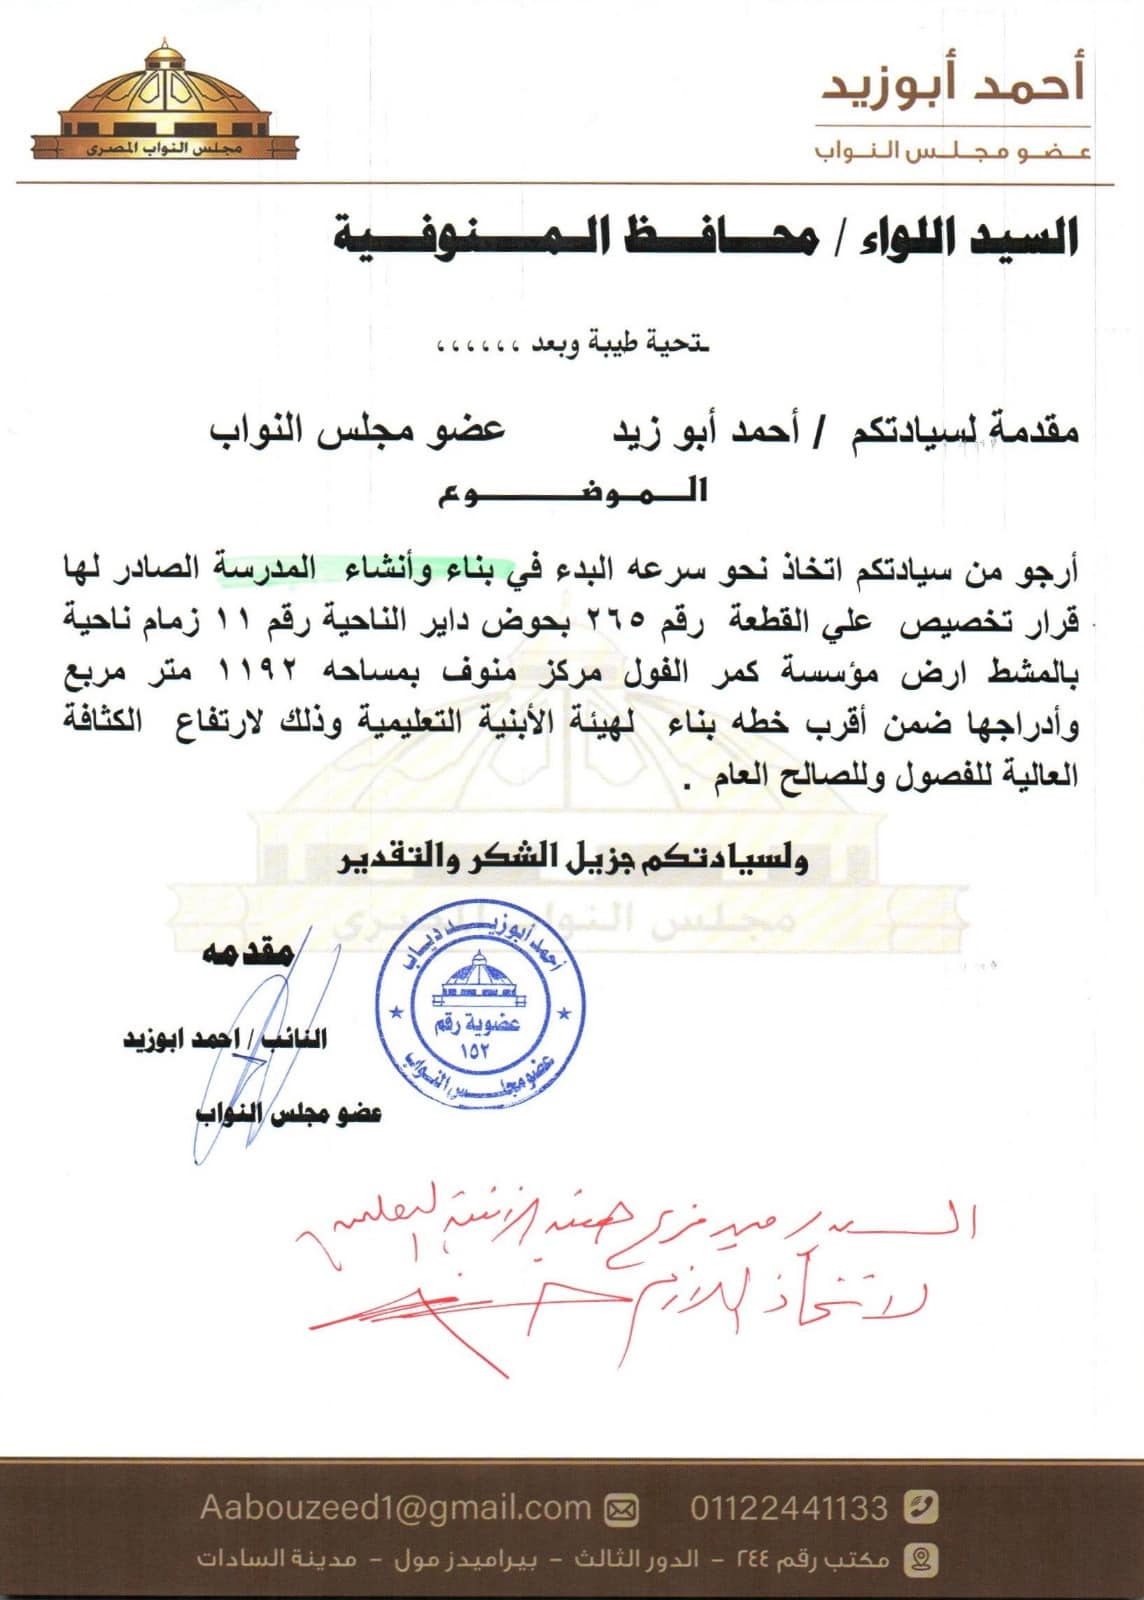 أحمد أبوزيد
عضو مجلس النواب
مجلس النواب المصرى
السيد اللواء / محافظ المنوفية
تحية طيبة وبعد ،،،،،،
مقدمة لسيادتكم / أحمد أبو زيد عضو مجلس النواب
الموضوع
أرجو من سيادتكم اتخاذ نحو سرعه البدء في بناء وأنشاء المدرسة الصادر لها
قرار تخصيص علي القطعة رقم ٢٦٥ بحوض داير الناحية رقم ١١ زمام ناحية
بالمشط ارض مؤسسة كمر الفول مركز منوف بمساحه ١١٩٢ متر مربع
وأدراجها ضمن أقرب خطه بناء لهيئة الأبنية التعليمية وذلك لارتفاع الكثافة
العالية للفصول وللصالح العام .
ولسيادتكم جزيل الشكر والتقدير
مجلس النواب المصرى
مقدمه
النائب / احمد ابوزيد
عضو مجلس النواب
أحمد أبوزيد دياب
عضوية رقم
١٥٢
عضو مجلس النواب
السيد مدير فرع هيئة الأبنية التعليمية
لاتخاذ اللازم
01122441133
Aabouzeed1@gmail.com
مكتب رقم ٢٤٤ - الدور الثالث - بيراميدز مول - مدينة السادات